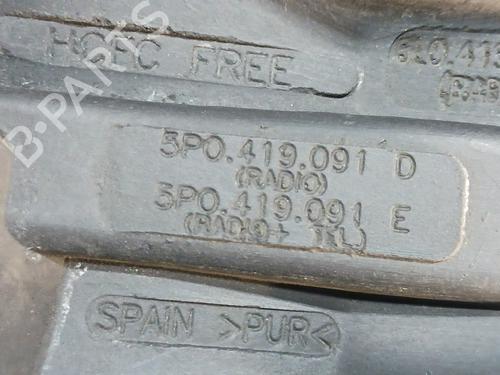 HCFC FREE
5P0.419.091 D
(RADIO)
5P0.419.091 E
(RADIO+ TEL)
SPAIN >PUR<
B-PARTS